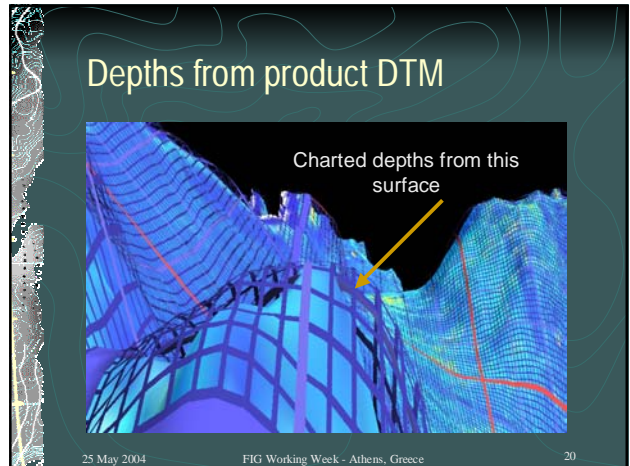 Depths from product DTM
Charted depths from this
surface
25 May 2004 FIG Working Week - Athens, Greece 20